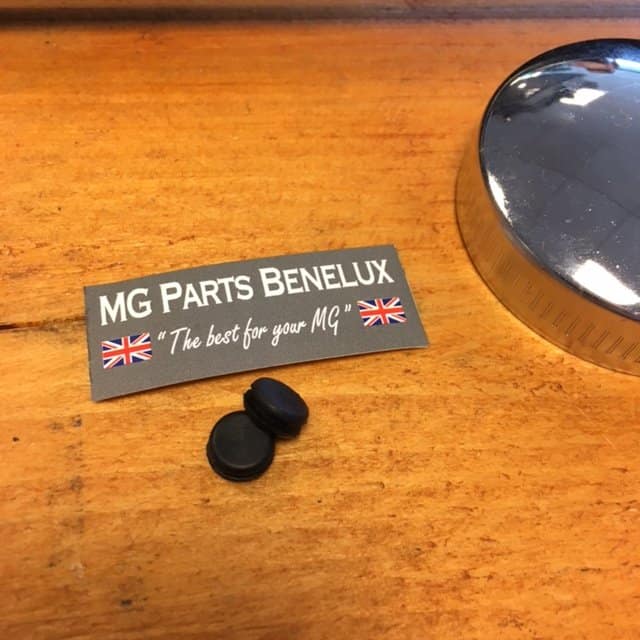 MG PARTS BENELUX
"The best for your MG"